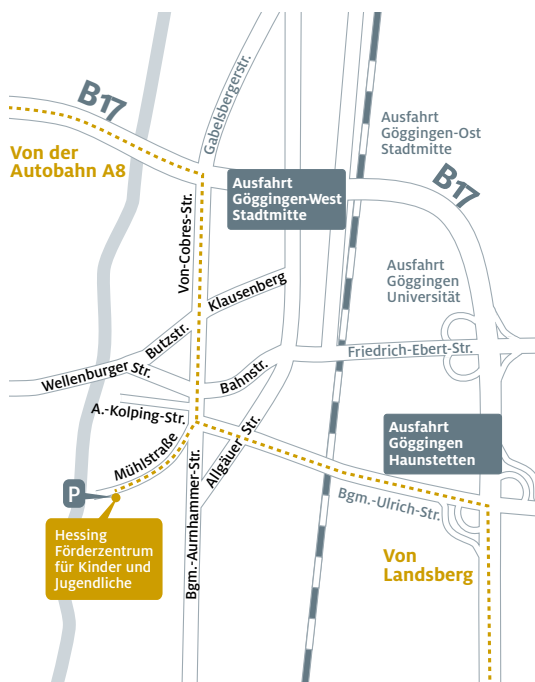 B17
Gabelsbergerstr.
Ausfahrt
Göggingen-Ost
Stadtmitte
Von der
Autobahn A8
Ausfahrt
Göggingen-West
Stadtmitte
B17
Von-Cobres-Str.
Klausenberg
Ausfahrt
Göggingen
Universität
Butzstr.
Wellenburger Str.
Bahnstr.
Friedrich-Ebert-Str.
A.-Kolping-Str.
Mühlstraße
Allgäuer Str.
Ausfahrt
Göggingen
Haunstetten
P
Bgm.-Aurnhammer-Str.
Bgm.-Ulrich-Str.
Hessing
Förderzentrum
für Kinder und
Jugendliche
Von
Landsberg